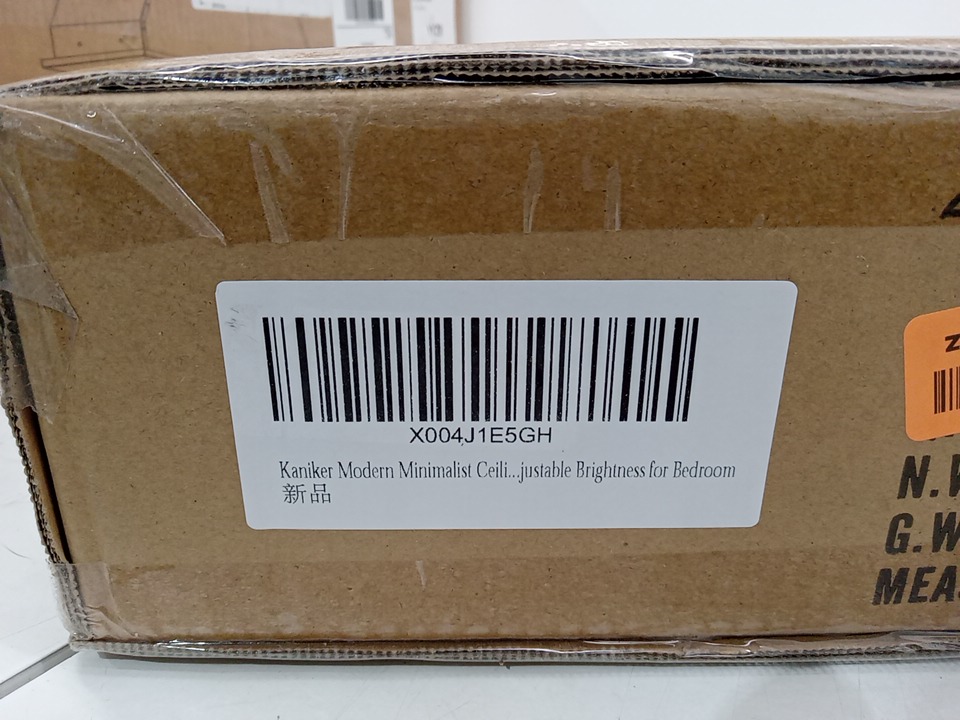 X004J1E5GH
Kaniker Modern Minimalist Ceili...justable Brightness for Bedroom
新品
N.
G.W
MEAS